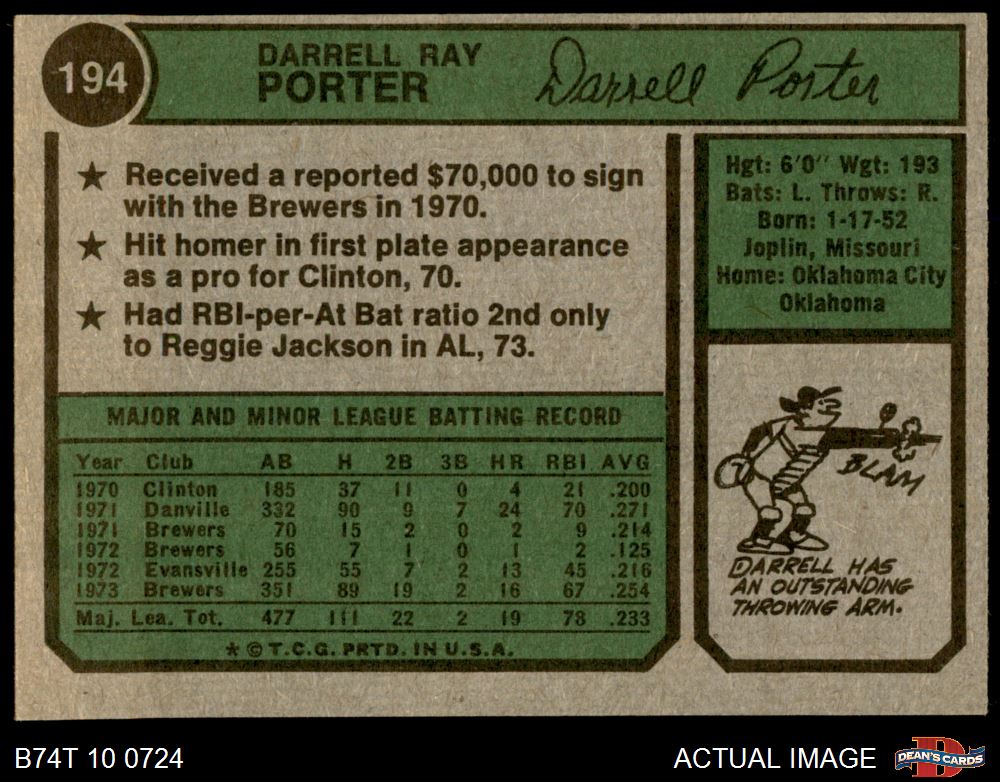 194
DARRELL RAY
PORTER
Darrell Porter
★ Received a reported $70,000 to sign
with the Brewers in 1970.
★ Hit homer in first plate appearance
as a pro for Clinton, 70.
★ Had RBI-per-At Bat ratio 2nd only
to Reggie Jackson in AL, 73.
MAJOR AND MINOR LEAGUE BATTING RECORD
Year Club AB H 2B 3B HR RBI AVG
1970 Clinton 185 37 11 0 4 21 .200
1971 Danville 332 90 9 7 24 70 .271
1971 Brewers 70 15 2 0 2 9 .214
1972 Brewers 56 7 1 0 1 2 .125
1972 Evansville 255 55 7 2 13 45 .216
1973 Brewers 351 89 19 2 16 67 .254
Maj. Lea. Tot. 477 111 22 2 19 78 .233
* © T.C.G. PRTD. IN U.S.A.
Hgt: 6'0'' Wgt: 193
Bats: L. Throws: R.
Born: 1-17-52
Joplin, Missouri
Home: Oklahoma City
Oklahoma
BLAM
DARRELL HAS
AN OUTSTANDING
THROWING ARM.
B74T 10 0724
ACTUAL IMAGE
D
DEAN'S CARDS